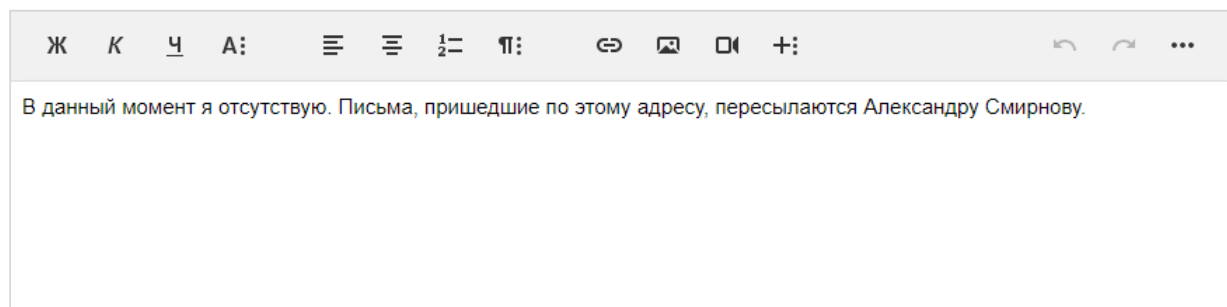 Ж К Ч А
В данный момент я отсутствую. Письма, пришедшие по этому адресу, пересылаются Александру Смирнову.